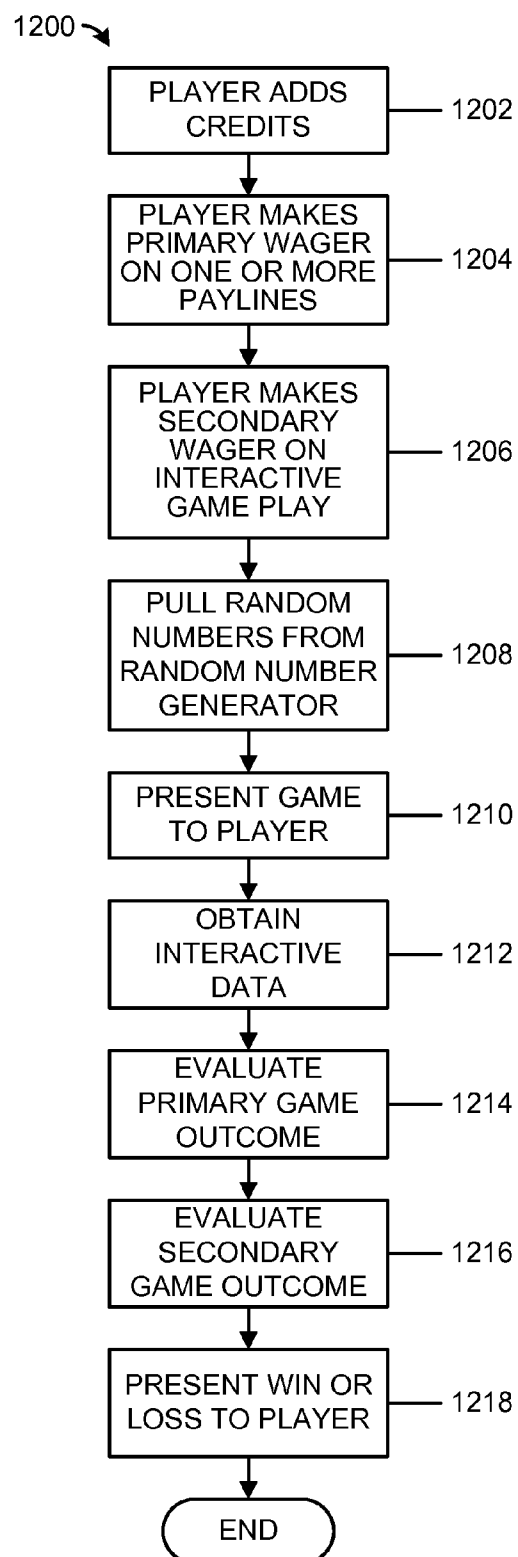 1200
PLAYER ADDS
CREDITS
1202
PLAYER MAKES
PRIMARY WAGER
ON ONE OR MORE
PAYLINES
1204
PLAYER MAKES
SECONDARY
WAGER ON
INTERACTIVE
GAME PLAY
1206
PULL RANDOM
NUMBERS FROM
RANDOM NUMBER
GENERATOR
1208
PRESENT GAME
TO PLAYER
1210
OBTAIN
INTERACTIVE
DATA
1212
EVALUATE
PRIMARY GAME
OUTCOME
1214
EVALUATE
SECONDARY
GAME OUTCOME
1216
PRESENT WIN OR
LOSS TO PLAYER
1218
END